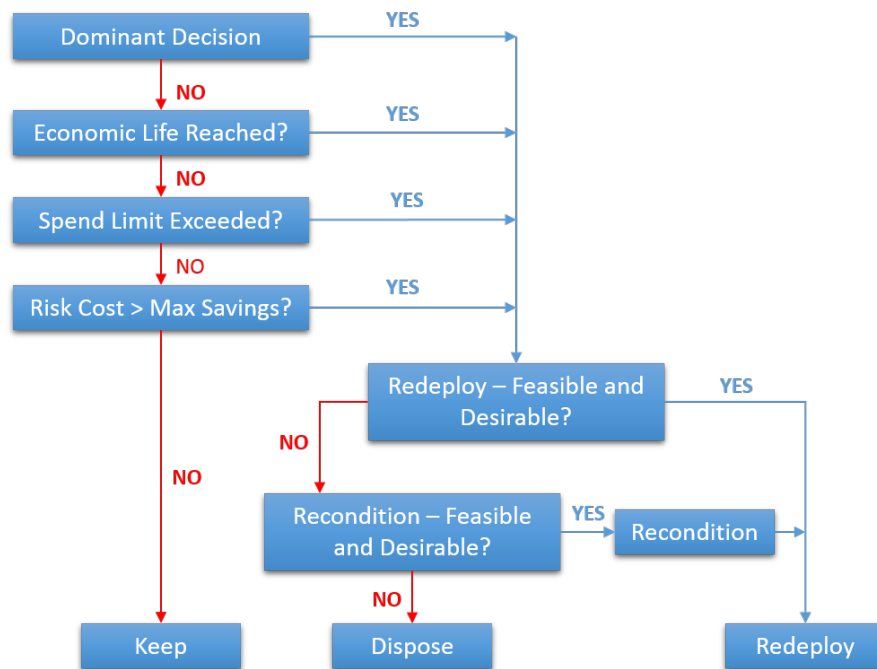 Dominant Decision
YES
NO
Economic Life Reached?
YES
NO
Spend Limit Exceeded?
YES
NO
Risk Cost > Max Savings?
YES
Redeploy – Feasible and
Desirable?
YES
NO
NO
Recondition – Feasible
and Desirable?
YES
Recondition
NO
Keep
Dispose
Redeploy